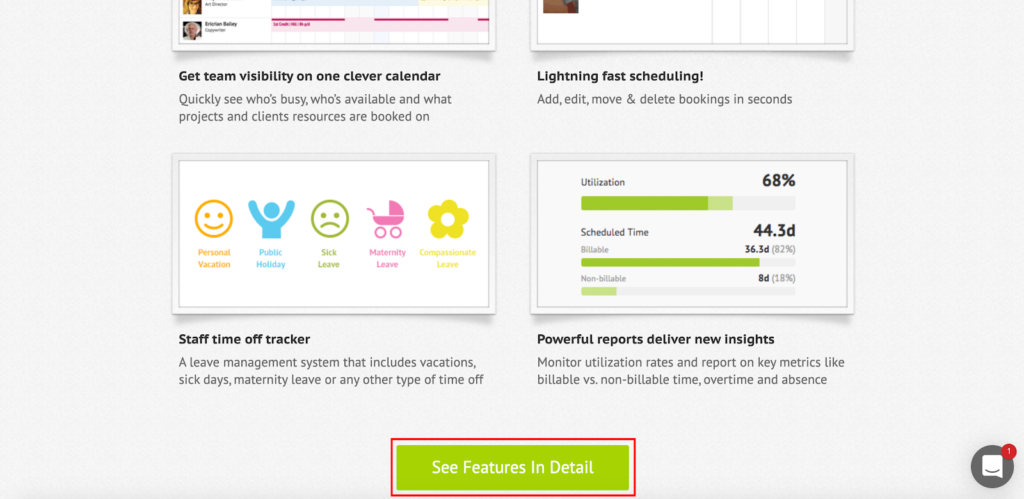 Art Director
Ericrian Bailey
Copywriter
Get team visibility on one clever calendar
Quickly see who's busy, who's available and what
projects and clients resources are booked on
Lightning fast scheduling!
Add, edit, move & delete bookings in seconds
Personal
Vacation
Public
Holiday
Sick
Leave
Maternity
Leave
Compassionate
Leave
Utilization 68%
Scheduled Time 44.3d
Billable 36.3d (82%)
Non-billable 8d (18%)
Staff time off tracker
A leave management system that includes vacations,
sick days, maternity leave or any other type of time off
Powerful reports deliver new insights
Monitor utilization rates and report on key metrics like
billable vs. non-billable time, overtime and absence
See Features In Detail
1